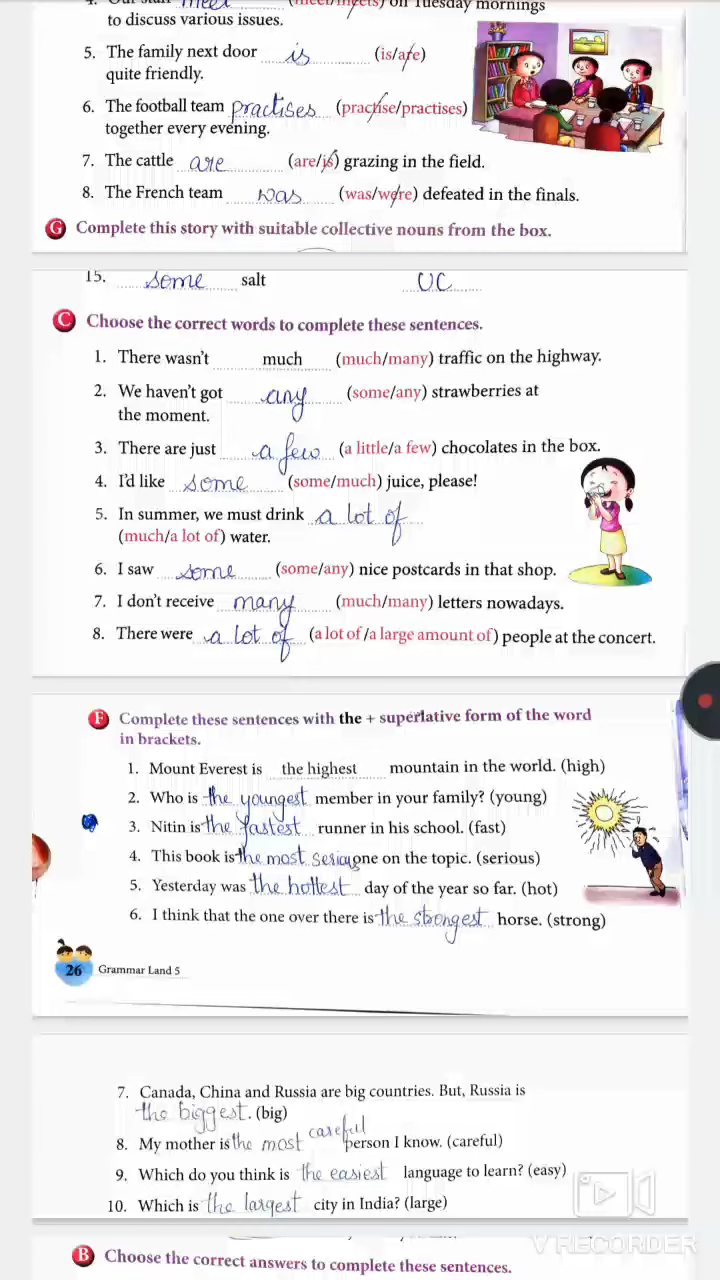 4. Our staff meet (meet/meets) on Tuesday mornings
to discuss various issues.
5. The family next door is (is/are)
quite friendly.
6. The football team practises (practise/practises)
together every evening.
7. The cattle are (are/is) grazing in the field.
8. The French team was (was/were) defeated in the finals.
G Complete this story with suitable collective nouns from the box.
15. some salt UC
C Choose the correct words to complete these sentences.
1. There wasn't much (much/many) traffic on the highway.
2. We haven't got any (some/any) strawberries at
the moment.
3. There are just a few (a little/a few) chocolates in the box.
4. I'd like some (some/much) juice, please!
5. In summer, we must drink a lot of
(much/a lot of) water.
6. I saw some (some/any) nice postcards in that shop.
7. I don't receive many (much/many) letters nowadays.
8. There were a lot of (a lot of/a large amount of) people at the concert.
F Complete these sentences with the + superlative form of the word
in brackets.
1. Mount Everest is the highest mountain in the world. (high)
2. Who is the youngest member in your family? (young)
3. Nitin is the fastest runner in his school. (fast)
4. This book is the most serious one on the topic. (serious)
5. Yesterday was the hottest day of the year so far. (hot)
6. I think that the one over there is the strongest horse. (strong)
26 Grammar Land 5
7. Canada, China and Russia are big countries. But, Russia is
the biggest. (big)
8. My mother is the most careful person I know. (careful)
9. Which do you think is the easiest language to learn? (easy)
10. Which is the largest city in India? (large)
V RECORDER
B Choose the correct answers to complete these sentences.